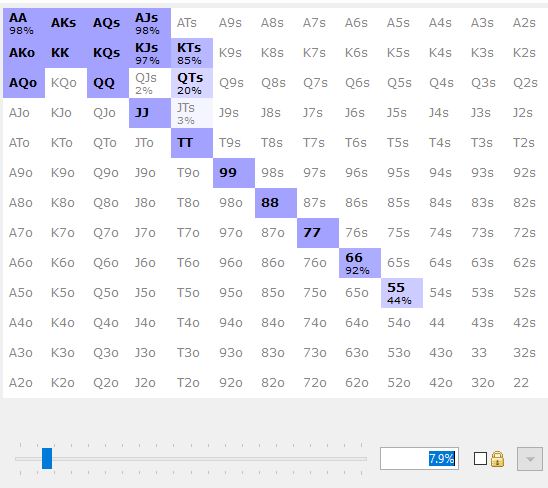 AA AKs AQs AJs ATs A9s A8s A7s A6s A5s A4s A3s A2s
98% 98%
AKo KK KQs KJs KTs K9s K8s K7s K6s K5s K4s K3s K2s
97% 85%
AQo KQo QQ QJs QTs Q9s Q8s Q7s Q6s Q5s Q4s Q3s Q2s
2% 20%
AJo KJo QJo JJ JTs J9s J8s J7s J6s J5s J4s J3s J2s
3%
ATo KTo QTo JTo TT T9s T8s T7s T6s T5s T4s T3s T2s
A9o K9o Q9o J9o T9o 99 98s 97s 96s 95s 94s 93s 92s
A8o K8o Q8o J8o T8o 98o 88 87s 86s 85s 84s 83s 82s
A7o K7o Q7o J7o T7o 97o 87o 77 76s 75s 74s 73s 72s
A6o K6o Q6o J6o T6o 96o 86o 76o 66 65s 64s 63s 62s
92%
A5o K5o Q5o J5o T5o 95o 85o 75o 65o 55 54s 53s 52s
44%
A4o K4o Q4o J4o T4o 94o 84o 74o 64o 54o 44 43s 42s
A3o K3o Q3o J3o T3o 93o 83o 73o 63o 53o 43o 33 32s
A2o K2o Q2o J2o T2o 92o 82o 72o 62o 52o 42o 32o 22
7.9%